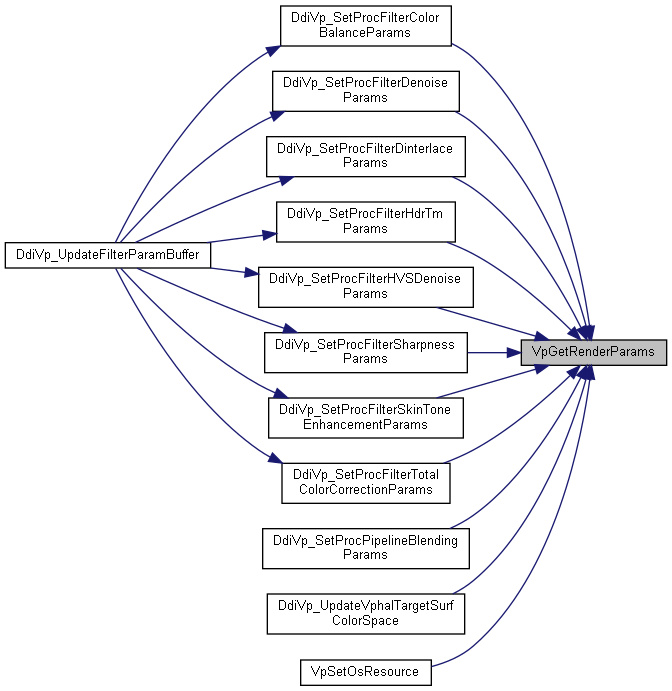 DdiVp_SetProcFilterColor
BalanceParams
DdiVp_SetProcFilterDenoise
Params
DdiVp_SetProcFilterDinterlace
Params
DdiVp_SetProcFilterHdrTm
Params
DdiVp_UpdateFilterParamBuffer
DdiVp_SetProcFilterHVSDenoise
Params
DdiVp_SetProcFilterSharpness
Params
VpGetRenderParams
DdiVp_SetProcFilterSkinTone
EnhancementParams
DdiVp_SetProcFilterTotal
ColorCorrectionParams
DdiVp_SetProcPipelineBlending
Params
DdiVp_UpdateVphalTargetSurf
ColorSpace
VpSetOsResource